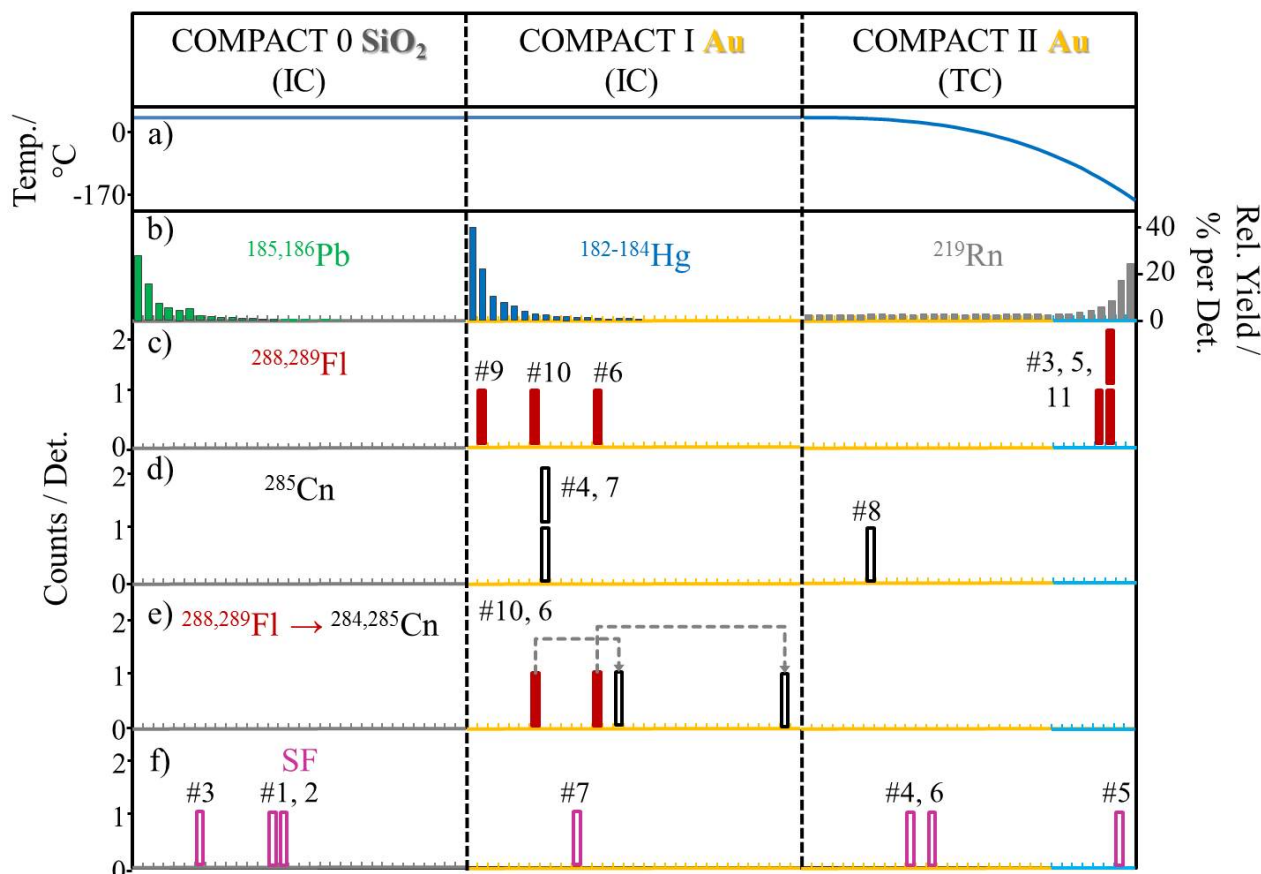 COMPACT 0 SiO₂
(IC)
COMPACT I Au
(IC)
COMPACT II Au
(TC)
Temp./
°C
0
-170
a)
b)
185,186Pb
182-184Hg
219Rn
40
20
0
Rel. Yield /
% per Det.
Counts / Det.
2
1
0
c)
288,289Fl
#9
#10
#6
#3, 5,
11
2
1
0
d)
285Cn
#4, 7
#8
2
1
0
e)
288,289Fl → 284,285Cn
#10, 6
2
1
0
f)
SF
#3
#1, 2
#7
#4, 6
#5